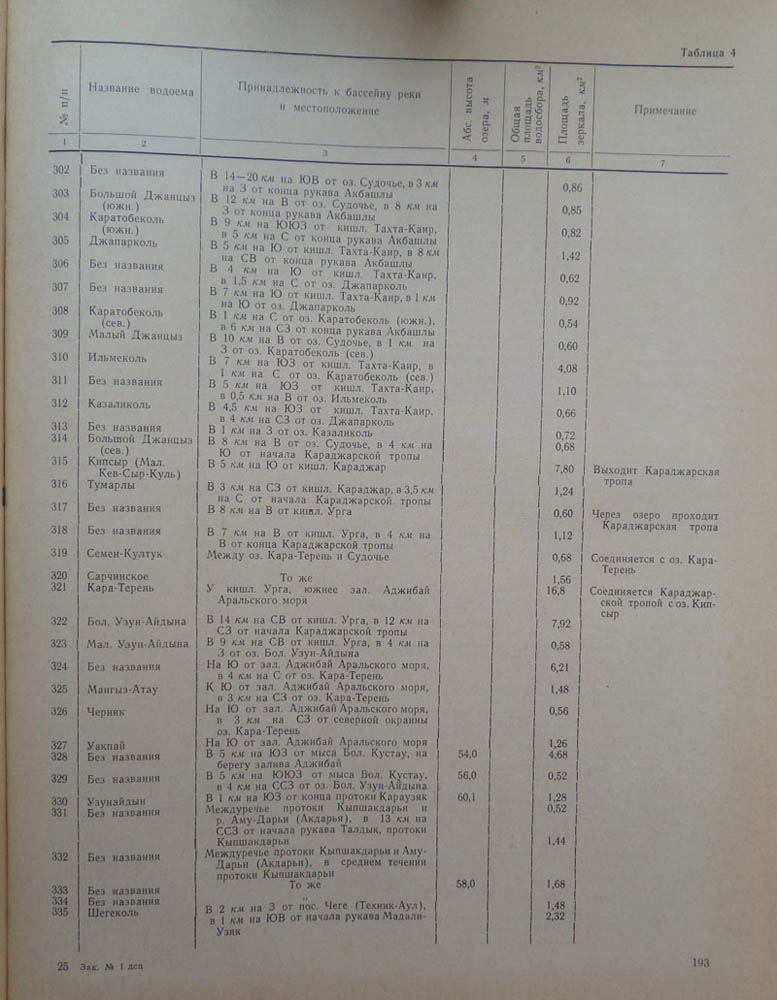 Таблица 4
№ п/п Название водоема Принадлежность к бассейну реки и местоположение Абс. высота озера, м Общая площадь водосбора, км² Площадь зеркала, км² Примечание
1 2 3 4 5 6 7
302 Без названия В 14—20 км на ЮВ от оз. Судочье, в 3 км
на З от конца рукава Акбашлы 0,86
303 Большой Джанцыз В 12 км на В от оз. Судочье, в 8 км на
(южн.) З от конца рукава Акбашлы 0,85
304 Каратобеколь В 9 км на ЮЮЗ от кишл. Тахта-Каир,
(южн.) в 5 км на С от конца рукава Акбашлы 0,82
305 Джапарколь В 5 км на Ю от кишл. Тахта-Каир, в 8 км
на СВ от конца рукава Акбашлы 1,42
306 Без названия В 4 км на Ю от кишл. Тахта-Каир,
в 1,5 км на С от оз. Джапарколь 0,62
307 Без названия В 7 км на Ю от кишл. Тахта-Каир, в 1 км
на Ю от оз. Джапарколь 0,92
308 Каратобеколь В 1 км на С от оз. Каратобеколь (южн.),
(сев.) в 6 км на СЗ от конца рукава Акбашлы 0,54
309 Малый Джанцыз В 10 км на В от оз. Судочье, в 1 км на
З от оз. Каратобеколь (сев.) 0,60
310 Ильмеколь В 7 км на ЮЗ от кишл. Тахта-Каир, в
1 км на С от оз. Каратобеколь (сев.) 4,08
311 Без названия В 5 км на ЮЗ от кишл. Тахта-Каир,
в 0,5 км на В от оз. Ильмеколь 1,10
312 Казаликоль В 4,5 км на ЮЗ от кишл. Тахта-Каир,
в 4 км на СЗ от оз. Джапарколь 0,66
313 Без названия В 1 км на З от оз. Казаликоль 0,72
314 Большой Джанцыз В 8 км на В от оз. Судочье, в 4 км на 0,68
(сев.) Ю от начала Караджарской тропы
315 Кипсыр (Мал. В 5 км на Ю от кишл. Караджар 7,80 Выходит Караджарская
Кев-Сыр-Куль) тропа
316 Тумарлы В 3 км на СЗ от кишл. Караджар, в 3,5 км
на С от начала Караджарской тропы 1,24
317 Без названия В 8 км на В от кишл. Урга 0,60 Через озеро проходит
Караджарская тропа
318 Без названия В 7 км на В от кишл. Урга, в 4 км на
В от конца Караджарской тропы 1,12
319 Семен-Култук Между оз. Кара-Терень и Судочье 0,68 Соединяется с оз. Кара-
Терень
320 Сарчинское То же 1,56
321 Кара-Терень У кишл. Урга, южнее зал. Аджибай 16,8 Соединяется Караджар-
Аральского моря ской тропой с оз. Кип-
сыр
322 Бол. Узун-Айдына В 14 км на СВ от кишл. Урга, в 12 км на
СЗ от начала Караджарской тропы 7,92
323 Мал. Узун-Айдына В 9 км на СВ от кишл. Урга, в 4 км на
З от оз. Бол. Узун-Айдына 0,58
324 Без названия На Ю от зал. Аджибай Аральского моря,
в 4 км на С от оз. Кара-Терень 6,21
325 Мангыз-Атау К Ю от зал. Аджибай Аральского моря,
в 3 км на СЗ от оз. Кара-Терень 1,48
326 Черник На Ю от зал. Аджибай Аральского моря,
в 3 км на СЗ от северной окраины 0,56
оз. Кара-Терень
327 Уакпай На Ю от зал. Аджибай Аральского моря 1,26
328 Без названия В 5 км на ЮЗ от мыса Бол. Кустау, на 54,0 4,68
берегу залива Аджибай
329 Без названия В 5 км на ЮЮЗ от мыса Бол. Кустау, 56,0 0,52
в 4 км на ССЗ от оз. Бол. Узун-Айдына
330 Узунайдын В 1 км на ЮЗ от конца протоки Караузяк 60,1 1,28
331 Без названия Междуречье протоки Кыпшакдарья и 0,52
р. Аму-Дарьи (Акдарья), в 13 км на
ССЗ от начала рукава Талдык, протоки
Кыпшакдарьи 1,44
332 Без названия Междуречье протоки Кыпшакдарьи и Аму-
Дарьи (Акдарьи), в среднем течении
протоки Кыпшакдарьи
333 Без названия То же 58,0 1,68
334 Без названия „ 1,48
335 Шегеколь В 2 км на З от пос. Чеге (Техник-Аул), 2,32
в 1 км на ЮВ от начала рукава Мадали-
Узяк
25 Зак. № 1 дсп 193